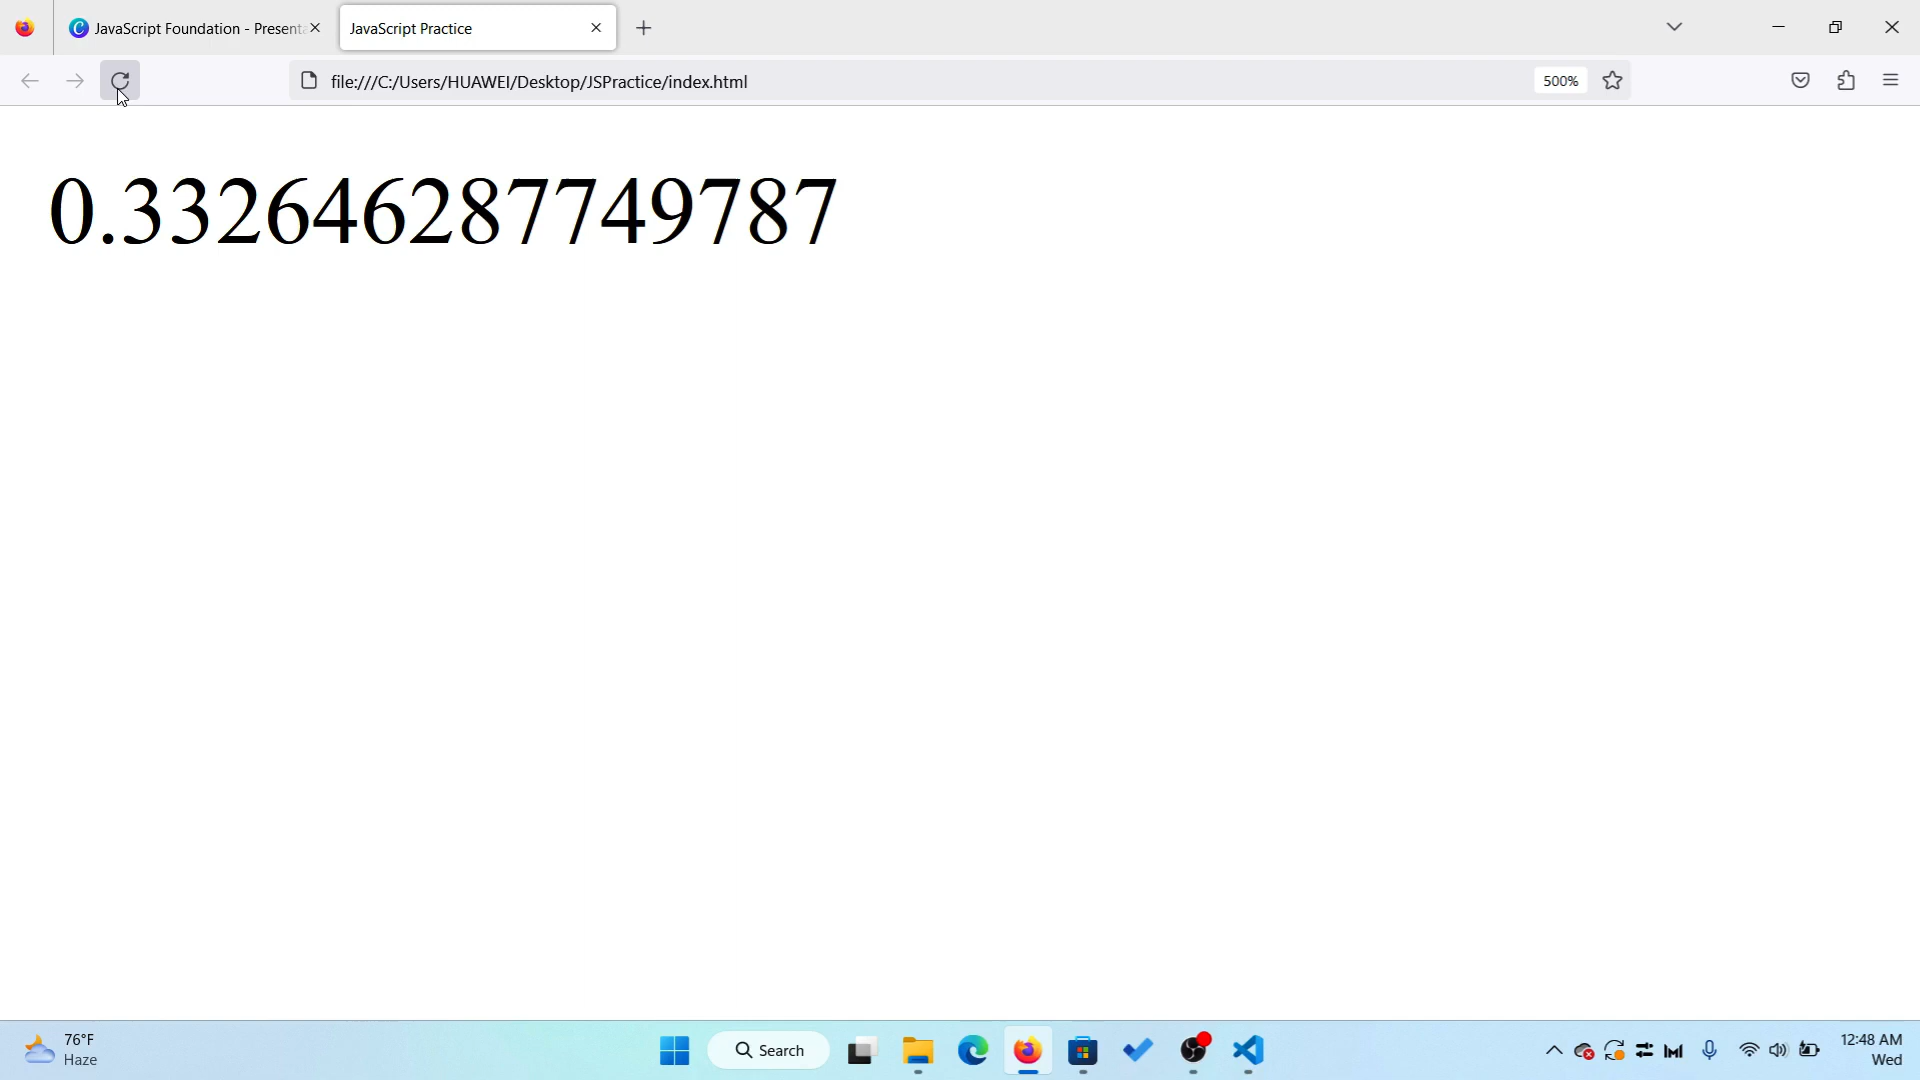 JavaScript Foundation - Present
JavaScript Practice
file:///C:/Users/HUAWEI/Desktop/JSPractice/index.html
500%
0.332646287749787
76°F
Haze
Search
12:48 AM
Wed